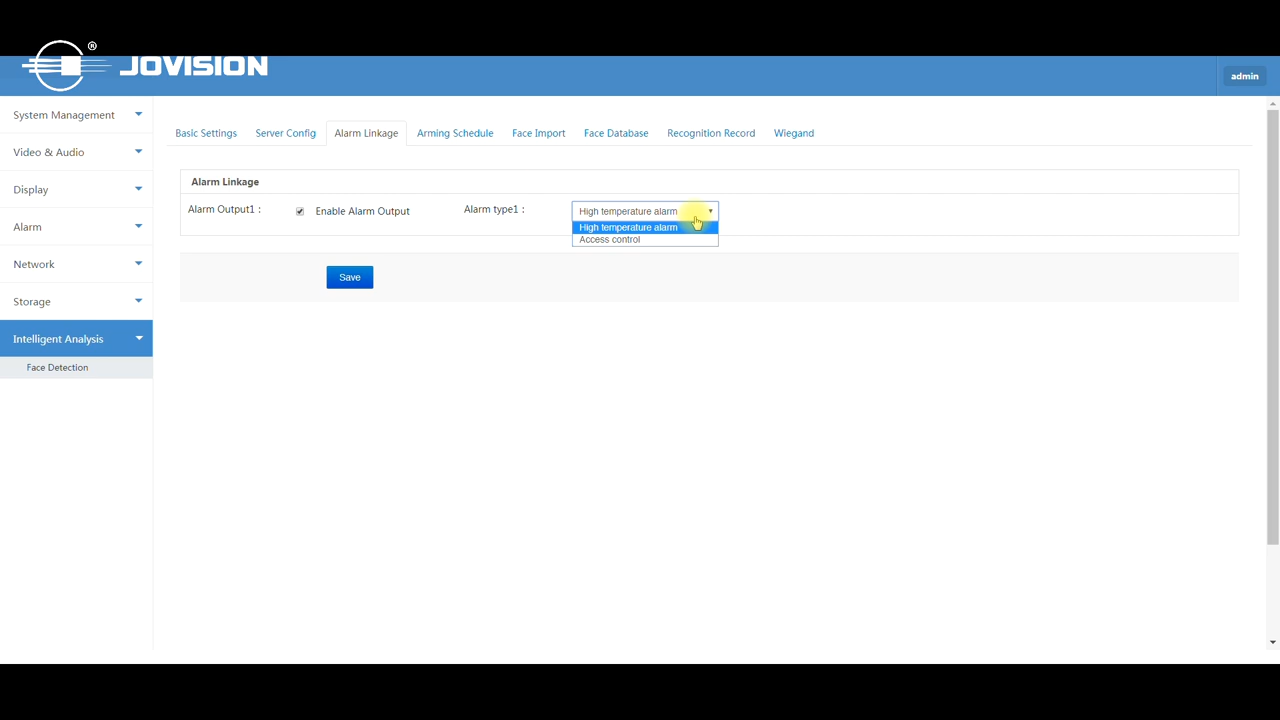 ®
JOVISION
admin
System Management
Video & Audio
Display
Alarm
Network
Storage
Intelligent Analysis
Face Detection
Basic Settings Server Config Alarm Linkage Arming Schedule Face Import Face Database Recognition Record Wiegand
Alarm Linkage
Alarm Output1 : Enable Alarm Output Alarm type1 : High temperature alarm
High temperature alarm
Access control
Save